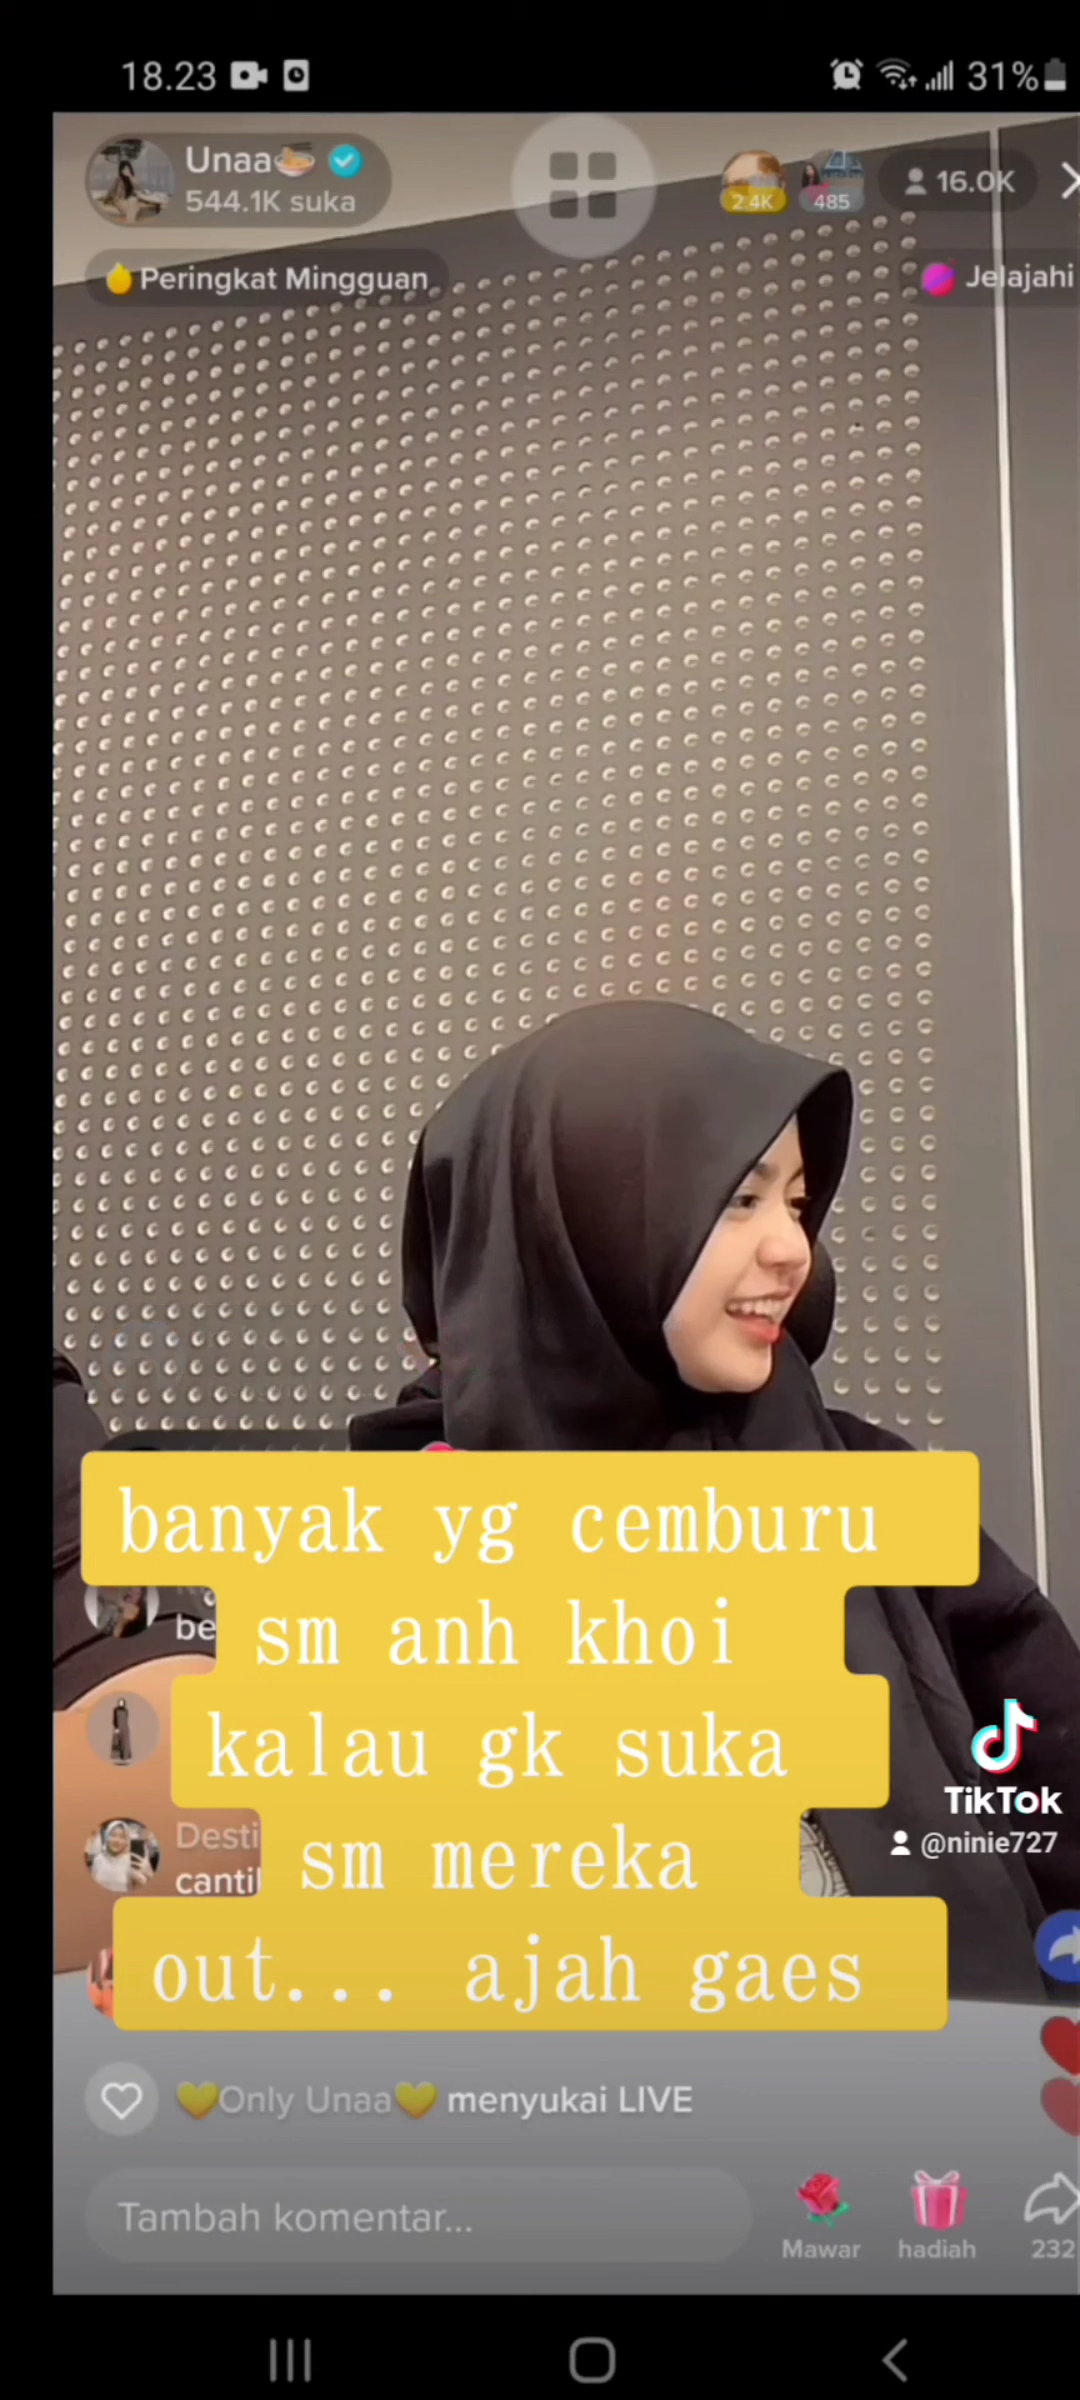 18.23
31%
Unaa
544.1K suka
2.4K
485
16.0K
Peringkat Mingguan
Jelajahi
banyak yg cemburu
sm anh khoi
be
kalau gk suka
TikTok
@ninie727
Desti
sm mereka
out... ajah gaes
Only Unaa menyukai LIVE
Tambah komentar...
Mawar
hadiah
232